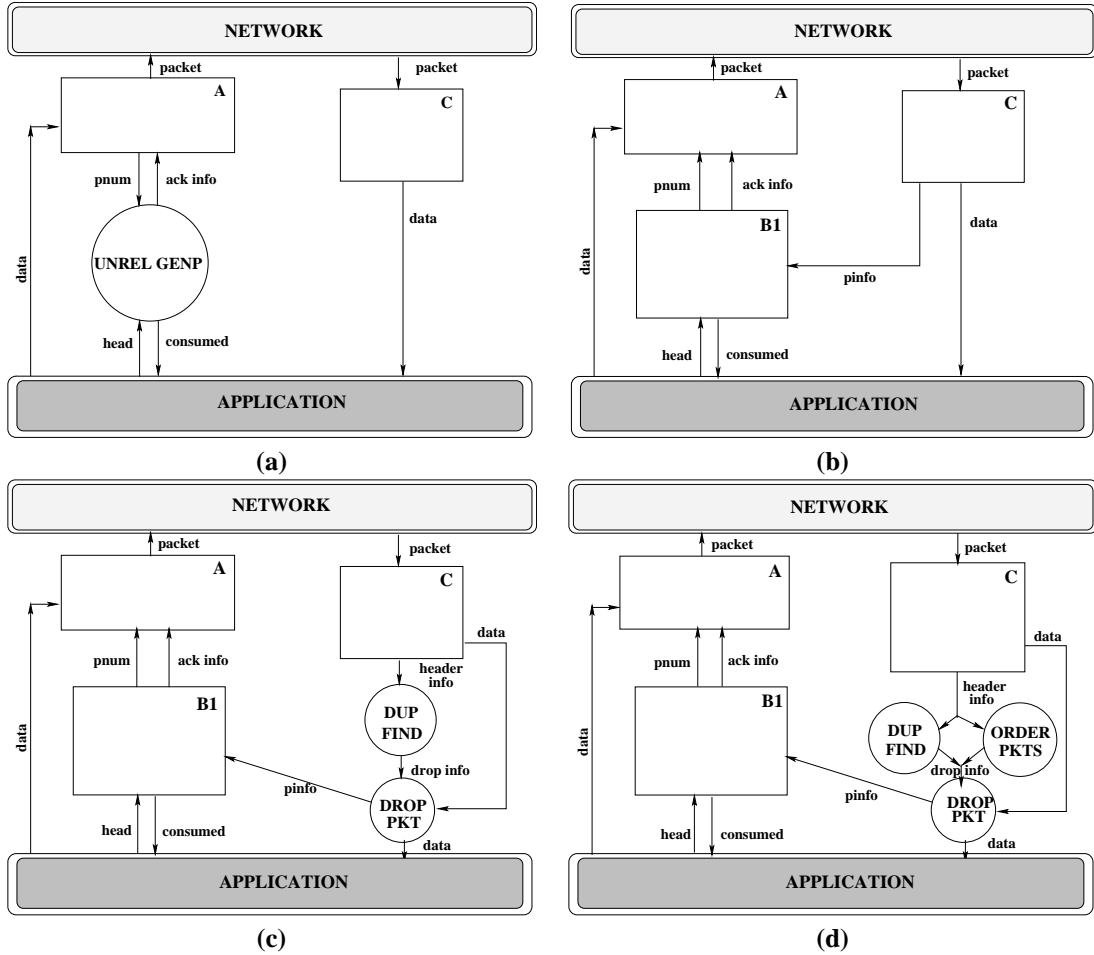 NETWORK
packet
packet
A
C
pnum
ack info
data
data
UNREL GENP
head
consumed
APPLICATION
(a)
NETWORK
packet
packet
A
C
pnum
ack info
B1
data
data
pinfo
head
consumed
APPLICATION
(b)
NETWORK
packet
packet
A
C
data
pnum
ack info
header
info
B1
DUP
FIND
data
drop info
pinfo
DROP
PKT
head
consumed
data
APPLICATION
(c)
NETWORK
packet
packet
A
C
data
pnum
ack info
header
info
B1
DUP
FIND
ORDER
PKTS
data
drop info
pinfo
DROP
PKT
head
consumed
data
APPLICATION
(d)